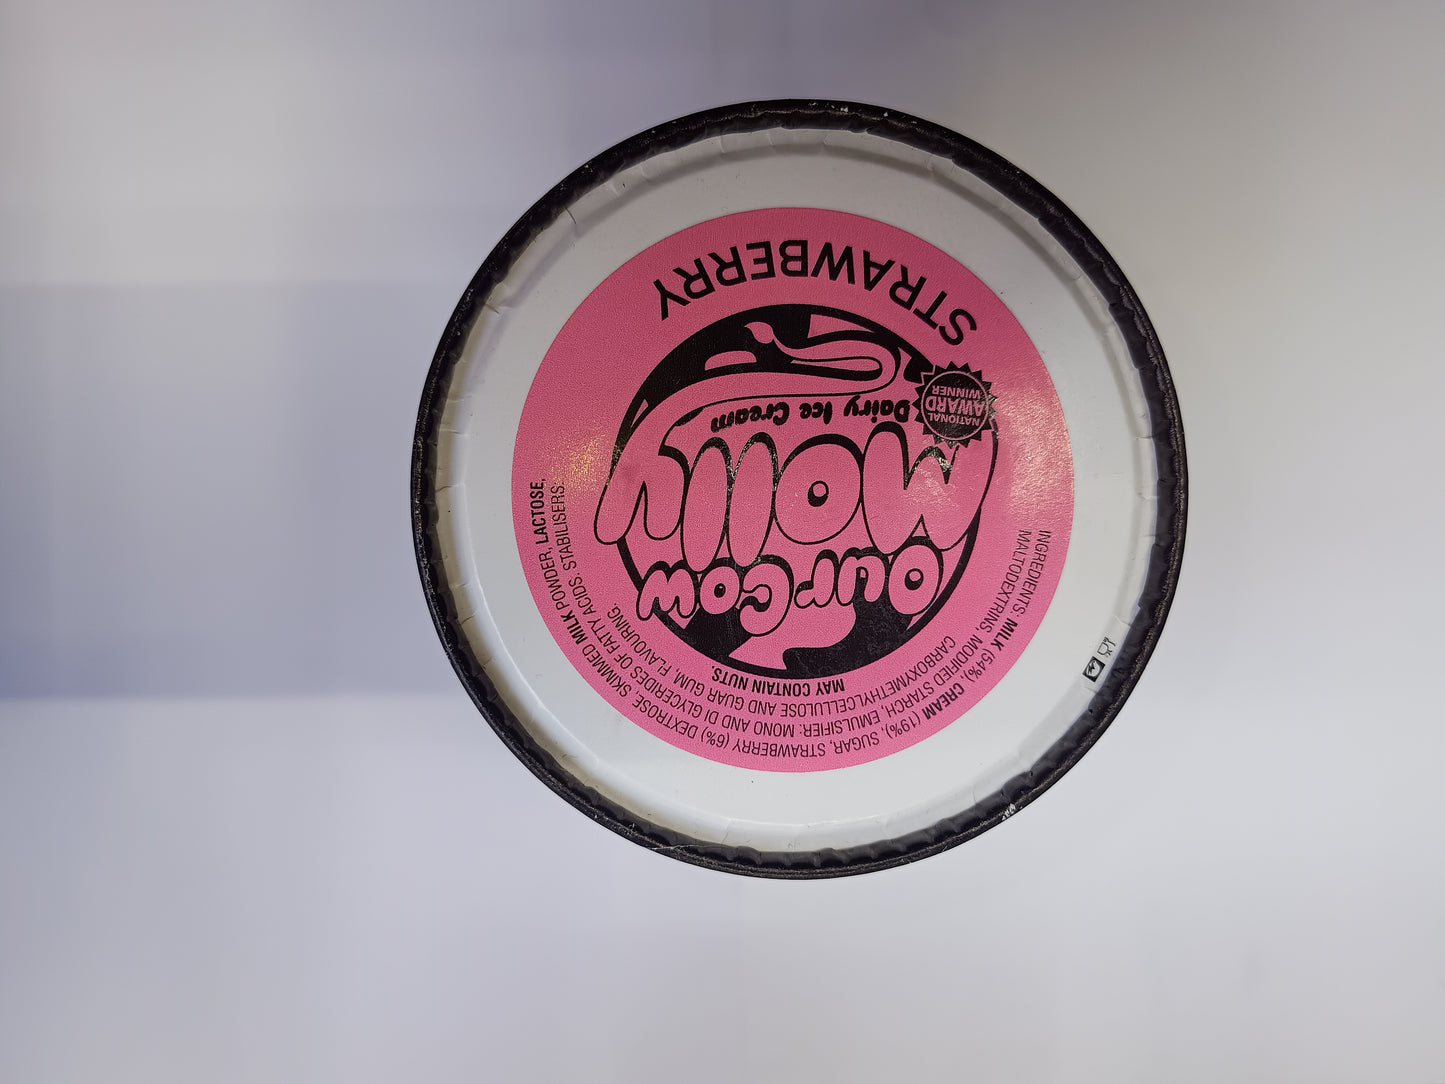 INGREDIENTS: MILK (54%), CREAM (19%), SUGAR, STRAWBERRY (6%) DEXTROSE, SKIMMED MILK POWDER, LACTOSE,
MALTODEXTRINS, MODIFIED STARCH, EMULSIFIER: MONO AND DI GLYCERIDES OF FATTY ACIDS. STABILISERS:
CARBOXYMETHYLCELLULOSE AND GUAR GUM, FLAVOURING.
MAY CONTAIN NUTS.
Our Cow
Molly
Dairy Ice Cream
NATIONAL
AWARD
WINNER
STRAWBERRY